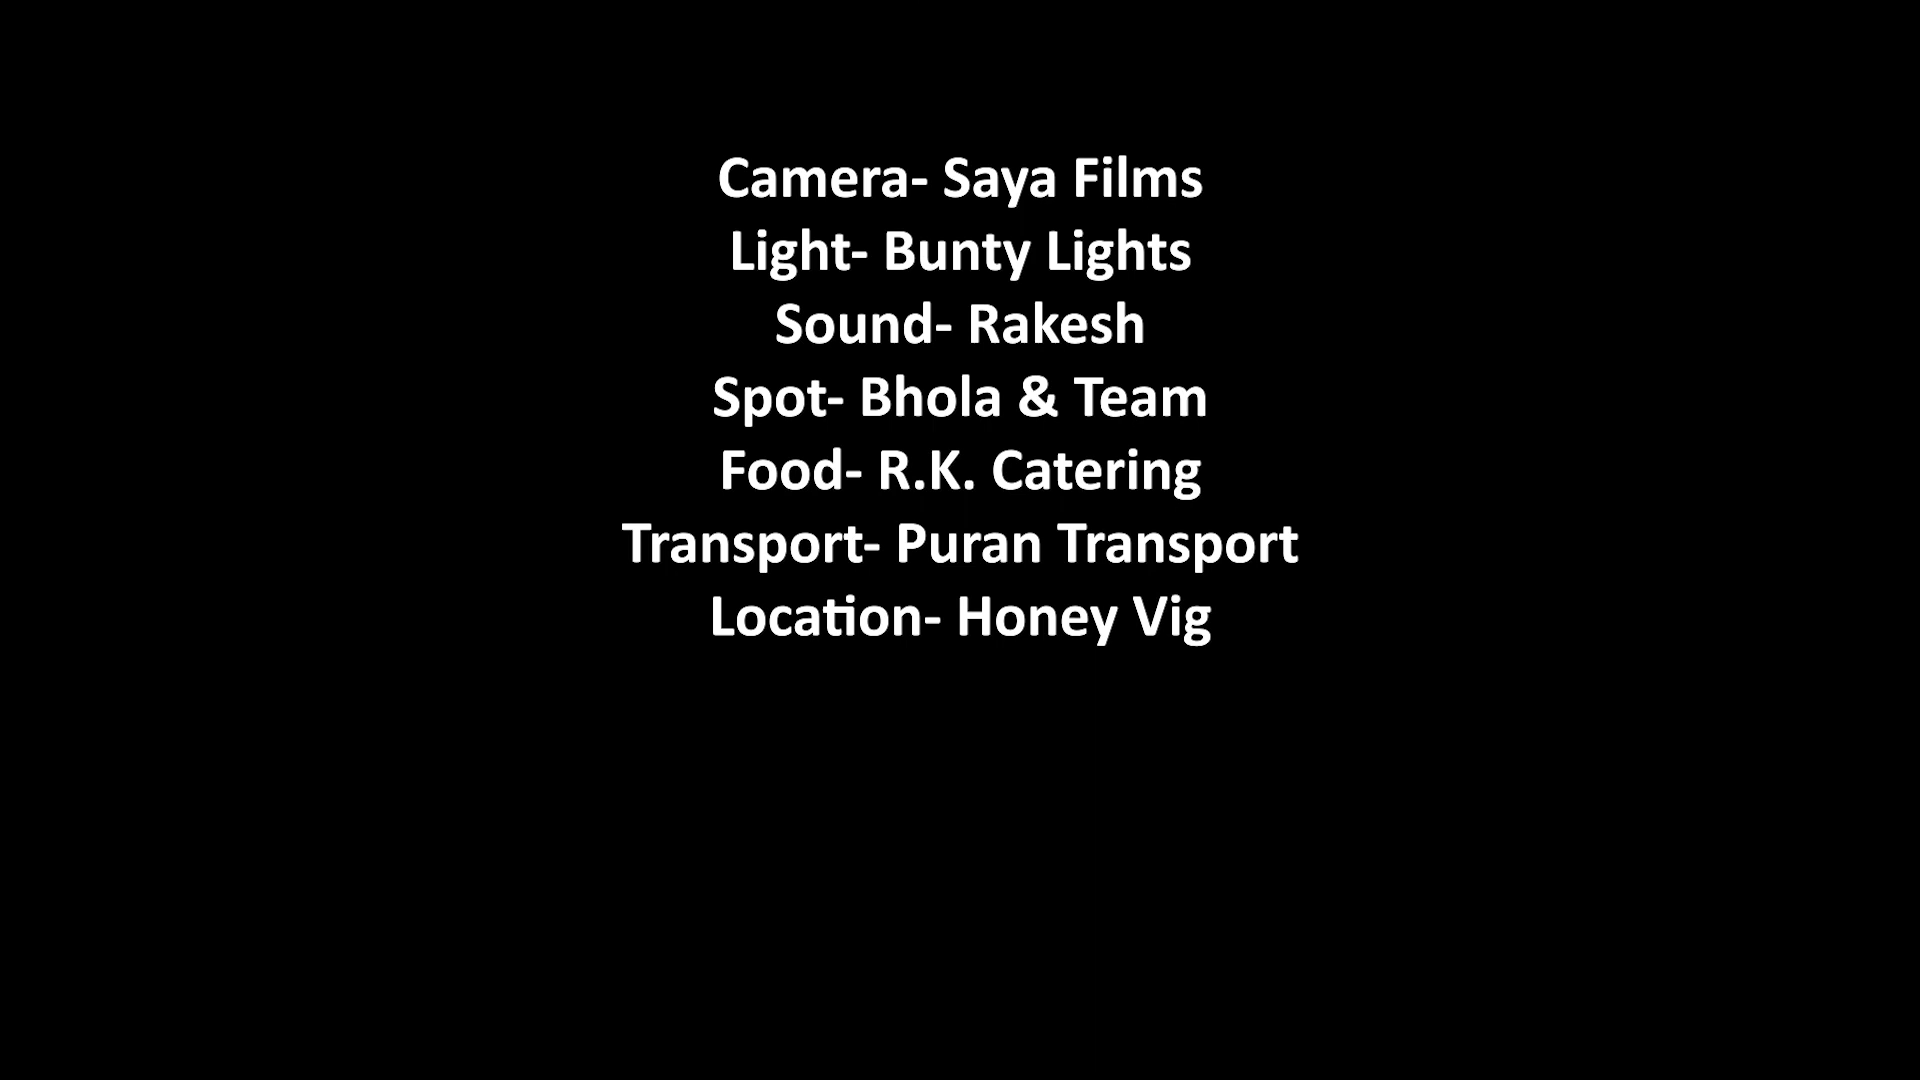 Camera- Saya Films
Light- Bunty Lights
Sound- Rakesh
Spot- Bhola & Team
Food- R.K. Catering
Transport- Puran Transport
Location- Honey Vig